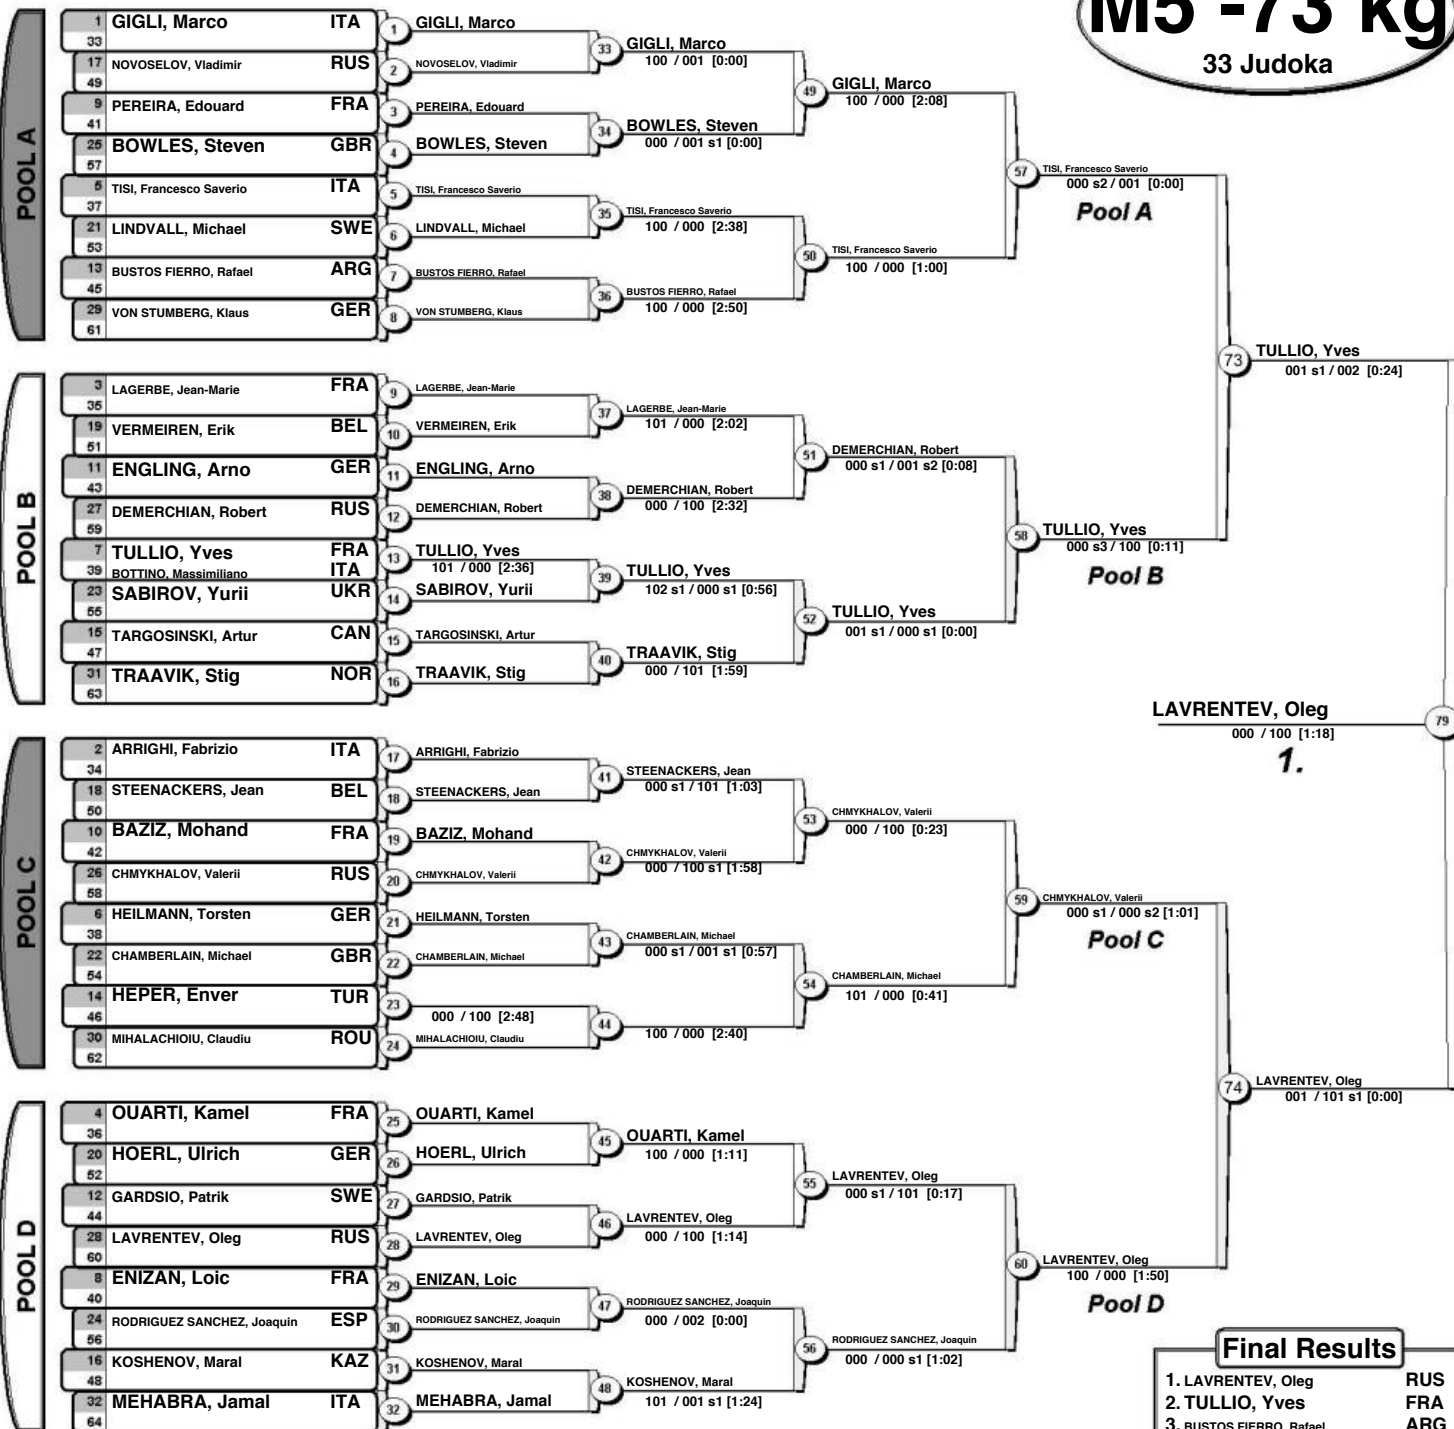 M5 -73 kg
33 Judoka
POOL A
1 GIGLI, Marco ITA
33
17 NOVOSELOV, Vladimir RUS
49
9 PEREIRA, Edouard FRA
41
25 BOWLES, Steven GBR
57
5 TISI, Francesco Saverio ITA
37
21 LINDVALL, Michael SWE
53
13 BUSTOS FIERRO, Rafael ARG
45
29 VON STUMBERG, Klaus GER
61
1 GIGLI, Marco
2 NOVOSELOV, Vladimir
3 PEREIRA, Edouard
4 BOWLES, Steven
5 TISI, Francesco Saverio
6 LINDVALL, Michael
7 BUSTOS FIERRO, Rafael
8 VON STUMBERG, Klaus
33 GIGLI, Marco
100 / 001 [0:00]
34 BOWLES, Steven
000 / 001 s1 [0:00]
35 TISI, Francesco Saverio
100 / 000 [2:38]
36 BUSTOS FIERRO, Rafael
100 / 000 [2:50]
49 GIGLI, Marco
100 / 000 [2:08]
50 TISI, Francesco Saverio
100 / 000 [1:00]
57 TISI, Francesco Saverio
000 s2 / 001 [0:00]
Pool A
POOL B
3 LAGERBE, Jean-Marie FRA
35
19 VERMEIREN, Erik BEL
51
11 ENGLING, Arno GER
43
27 DEMERCHIAN, Robert RUS
59
7 TULLIO, Yves FRA
39 BOTTINO, Massimiliano ITA
23 SABIROV, Yurii UKR
55
15 TARGOSINSKI, Artur CAN
47
31 TRAAVIK, Stig NOR
63
9 LAGERBE, Jean-Marie
10 VERMEIREN, Erik
11 ENGLING, Arno
12 DEMERCHIAN, Robert
13 TULLIO, Yves
101 / 000 [2:36]
14 SABIROV, Yurii
15 TARGOSINSKI, Artur
16 TRAAVIK, Stig
37 LAGERBE, Jean-Marie
101 / 000 [2:02]
38 DEMERCHIAN, Robert
000 / 100 [2:32]
39 TULLIO, Yves
102 s1 / 000 s1 [0:56]
40 TRAAVIK, Stig
000 / 101 [1:59]
51 DEMERCHIAN, Robert
000 s1 / 001 s2 [0:08]
52 TULLIO, Yves
001 s1 / 000 s1 [0:00]
58 TULLIO, Yves
000 s3 / 100 [0:11]
Pool B
73 TULLIO, Yves
001 s1 / 002 [0:24]
LAVRENTEV, Oleg 79
000 / 100 [1:18]
1.
POOL C
2 ARRIGHI, Fabrizio ITA
34
18 STEENACKERS, Jean BEL
50
10 BAZIZ, Mohand FRA
42
26 CHMYKHALOV, Valerii RUS
58
6 HEILMANN, Torsten GER
38
22 CHAMBERLAIN, Michael GBR
54
14 HEPER, Enver TUR
46
30 MIHALACHIOIU, Claudiu ROU
62
17 ARRIGHI, Fabrizio
18 STEENACKERS, Jean
19 BAZIZ, Mohand
20 CHMYKHALOV, Valerii
21 HEILMANN, Torsten
22 CHAMBERLAIN, Michael
23
000 / 100 [2:48]
24 MIHALACHIOIU, Claudiu
41 STEENACKERS, Jean
000 s1 / 101 [1:03]
42 CHMYKHALOV, Valerii
000 / 100 s1 [1:58]
43 CHAMBERLAIN, Michael
000 s1 / 001 s1 [0:57]
44
100 / 000 [2:40]
53 CHMYKHALOV, Valerii
000 / 100 [0:23]
54 CHAMBERLAIN, Michael
101 / 000 [0:41]
59 CHMYKHALOV, Valerii
000 s1 / 000 s2 [1:01]
Pool C
74 LAVRENTEV, Oleg
001 / 101 s1 [0:00]
POOL D
4 OUARTI, Kamel FRA
36
20 HOERL, Ulrich GER
52
12 GARDSIO, Patrik SWE
44
28 LAVRENTEV, Oleg RUS
60
8 ENIZAN, Loic FRA
40
24 RODRIGUEZ SANCHEZ, Joaquin ESP
56
16 KOSHENOV, Maral KAZ
48
32 MEHABRA, Jamal ITA
64
25 OUARTI, Kamel
26 HOERL, Ulrich
27 GARDSIO, Patrik
28 LAVRENTEV, Oleg
29 ENIZAN, Loic
30 RODRIGUEZ SANCHEZ, Joaquin
31 KOSHENOV, Maral
32 MEHABRA, Jamal
45 OUARTI, Kamel
100 / 000 [1:11]
46 LAVRENTEV, Oleg
000 / 100 [1:14]
47 RODRIGUEZ SANCHEZ, Joaquin
000 / 002 [0:00]
48 KOSHENOV, Maral
101 / 001 s1 [1:24]
55 LAVRENTEV, Oleg
000 s1 / 101 [0:17]
56 RODRIGUEZ SANCHEZ, Joaquin
000 / 000 s1 [1:02]
60 LAVRENTEV, Oleg
100 / 000 [1:50]
Pool D
Final Results
1. LAVRENTEV, Oleg RUS
2. TULLIO, Yves FRA
3. BUSTOS FIERRO, Rafael ARG